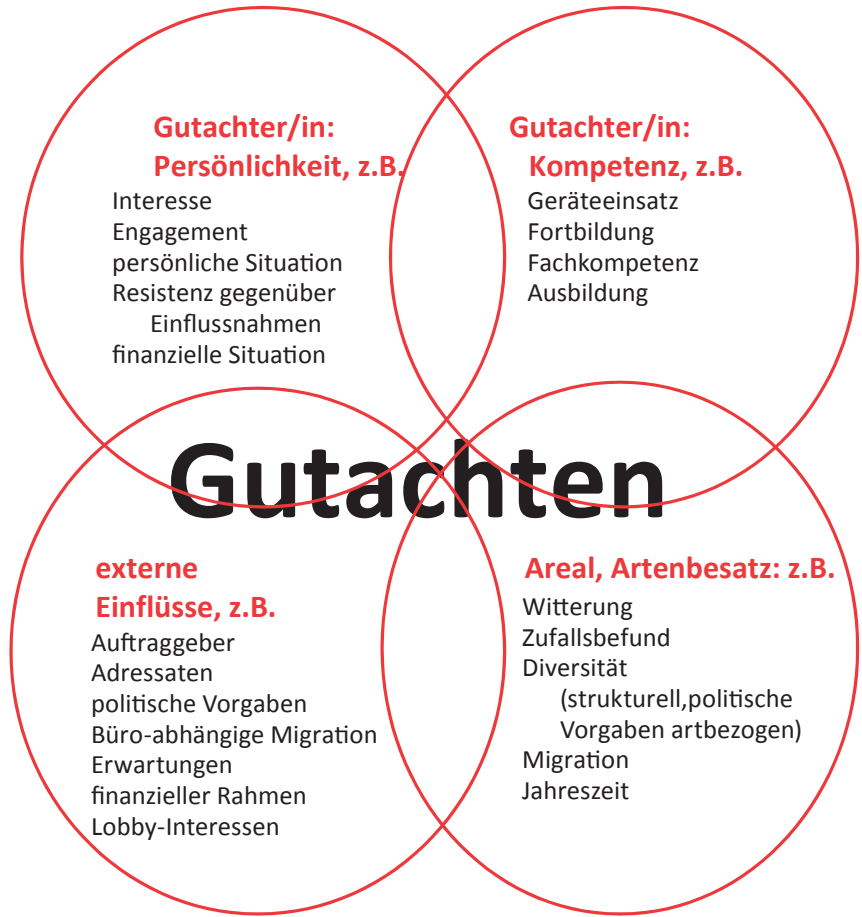 Gutachter/in:
Persönlichkeit, z.B.
Interesse
Engagement
persönliche Situation
Resistenz gegenüber
Einflussnahmen
finanzielle Situation
Gutachter/in:
Kompetenz, z.B.
Geräteeinsatz
Fortbildung
Fachkompetenz
Ausbildung
Gutachten
externe
Einflüsse, z.B.
Auftraggeber
Adressaten
politische Vorgaben
Büro-abhängige Migration
Erwartungen
finanzieller Rahmen
Lobby-Interessen
Areal, Artenbesatz: z.B.
Witterung
Zufallsbefund
Diversität
(strukturell,politische
Vorgaben artbezogen)
Migration
Jahreszeit